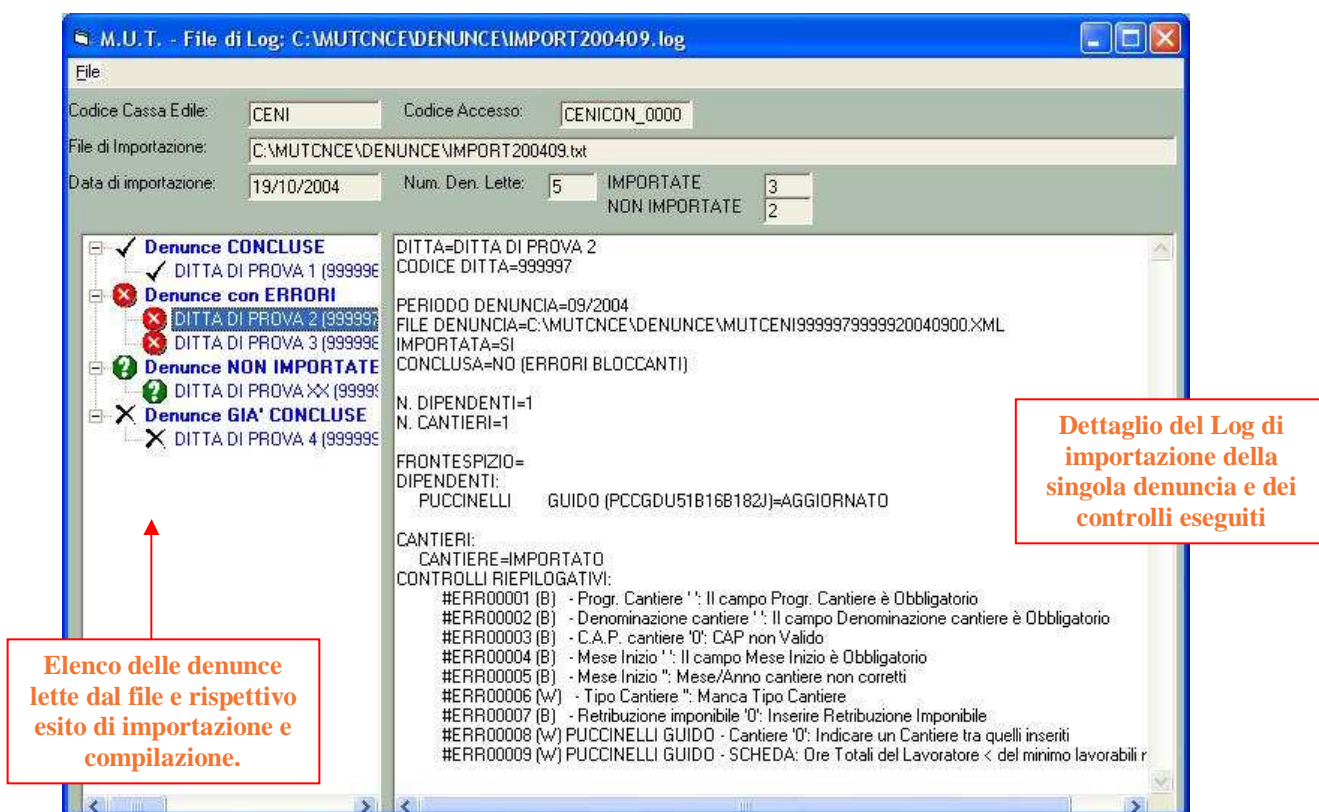 M.U.T. - File di Log: C:\MUTCNCE\DENUNCE\IMPORT200409.log
File
Codice Cassa Edile: CENI Codice Accesso: CENICON_0000
File di Importazione: C:\MUTCNCE\DENUNCE\IMPORT200409.txt
Data di importazione: 19/10/2004 Num. Den. Lette: 5 IMPORTATE 3
NON IMPORTATE 2
Denunce CONCLUSE
DITTA DI PROVA 1 (999996
Denunce con ERRORI
DITTA DI PROVA 2 (999997
DITTA DI PROVA 3 (999998
Denunce NON IMPORTATE
DITTA DI PROVA XX (9999
Denunce GIA' CONCLUSE
DITTA DI PROVA 4 (999999
DITTA=DITTA DI PROVA 2
CODICE DITTA=999997
PERIODO DENUNCIA=09/2004
FILE DENUNCIA=C:\MUTCNCE\DENUNCE\MUTCENI9999979999920040900.XML
IMPORTATA=SI
CONCLUSA=NO (ERRORI BLOCCANTI)
N. DIPENDENTI=1
N. CANTIERI=1
FRONTESPIZIO=
DIPENDENTI:
PUCCINELLI GUIDO (PCCGDU51B16B182J)=AGGIORNATO
CANTIERI:
CANTIERE=IMPORTATO
CONTROLLI RIEPILOGATIVI:
#ERR00001 (B) - Progr. Cantiere ' ': Il campo Progr. Cantiere è Obbligatorio
#ERR00002 (B) - Denominazione cantiere ' ': Il campo Denominazione cantiere è Obbligatorio
#ERR00003 (B) - C.A.P. cantiere '0': CAP non Valido
#ERR00004 (B) - Mese Inizio ' ': Il campo Mese Inizio è Obbligatorio
#ERR00005 (B) - Mese Inizio '': Mese/Anno cantiere non corretti
#ERR00006 (W) - Tipo Cantiere '': Manca Tipo Cantiere
#ERR00007 (B) - Retribuzione imponibile '0': Inserire Retribuzione Imponibile
#ERR00008 (W) PUCCINELLI GUIDO - Cantiere '0': Indicare un Cantiere tra quelli inseriti
#ERR00009 (W) PUCCINELLI GUIDO - SCHEDA: Ore Totali del Lavoratore < del minimo lavorabili
Dettaglio del Log di
importazione della
singola denuncia e dei
controlli eseguiti
Elenco delle denunce
lette dal file e rispettivo
esito di importazione e
compilazione.